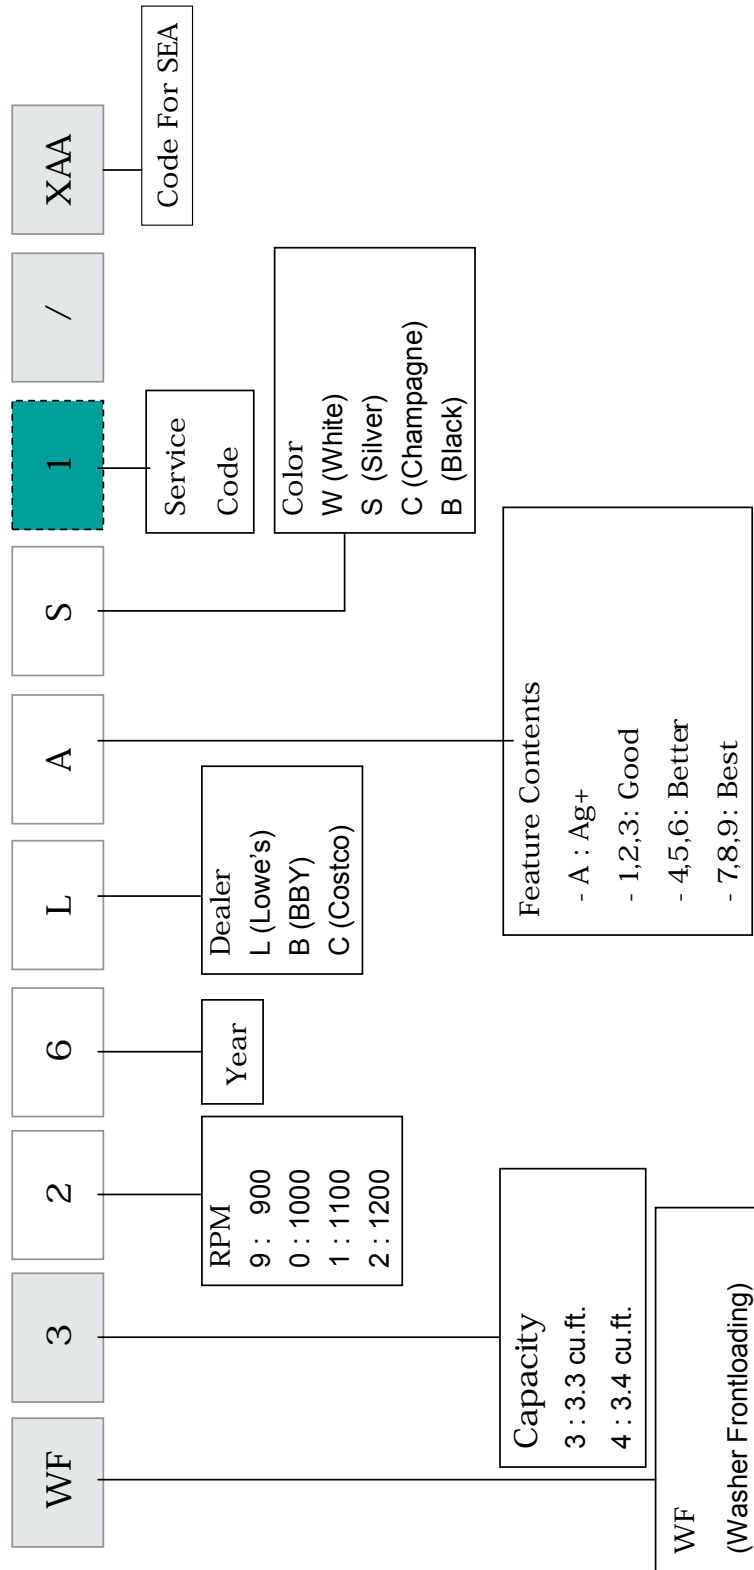 WF 3 2 6 L A S 1 / XAA
WF
(Washer Frontloading)
Capacity
3 : 3.3 cu.ft.
4 : 3.4 cu.ft.
RPM
9 : 900
0 : 1000
1 : 1100
2 : 1200
Year
Dealer
L (Lowe's)
B (BBY)
C (Costco)
Feature Contents
- A : Ag+
- 1,2,3: Good
- 4,5,6: Better
- 7,8,9: Best
Color
W (White)
S (Silver)
C (Champagne)
B (Black)
Service
Code
Code For SEA